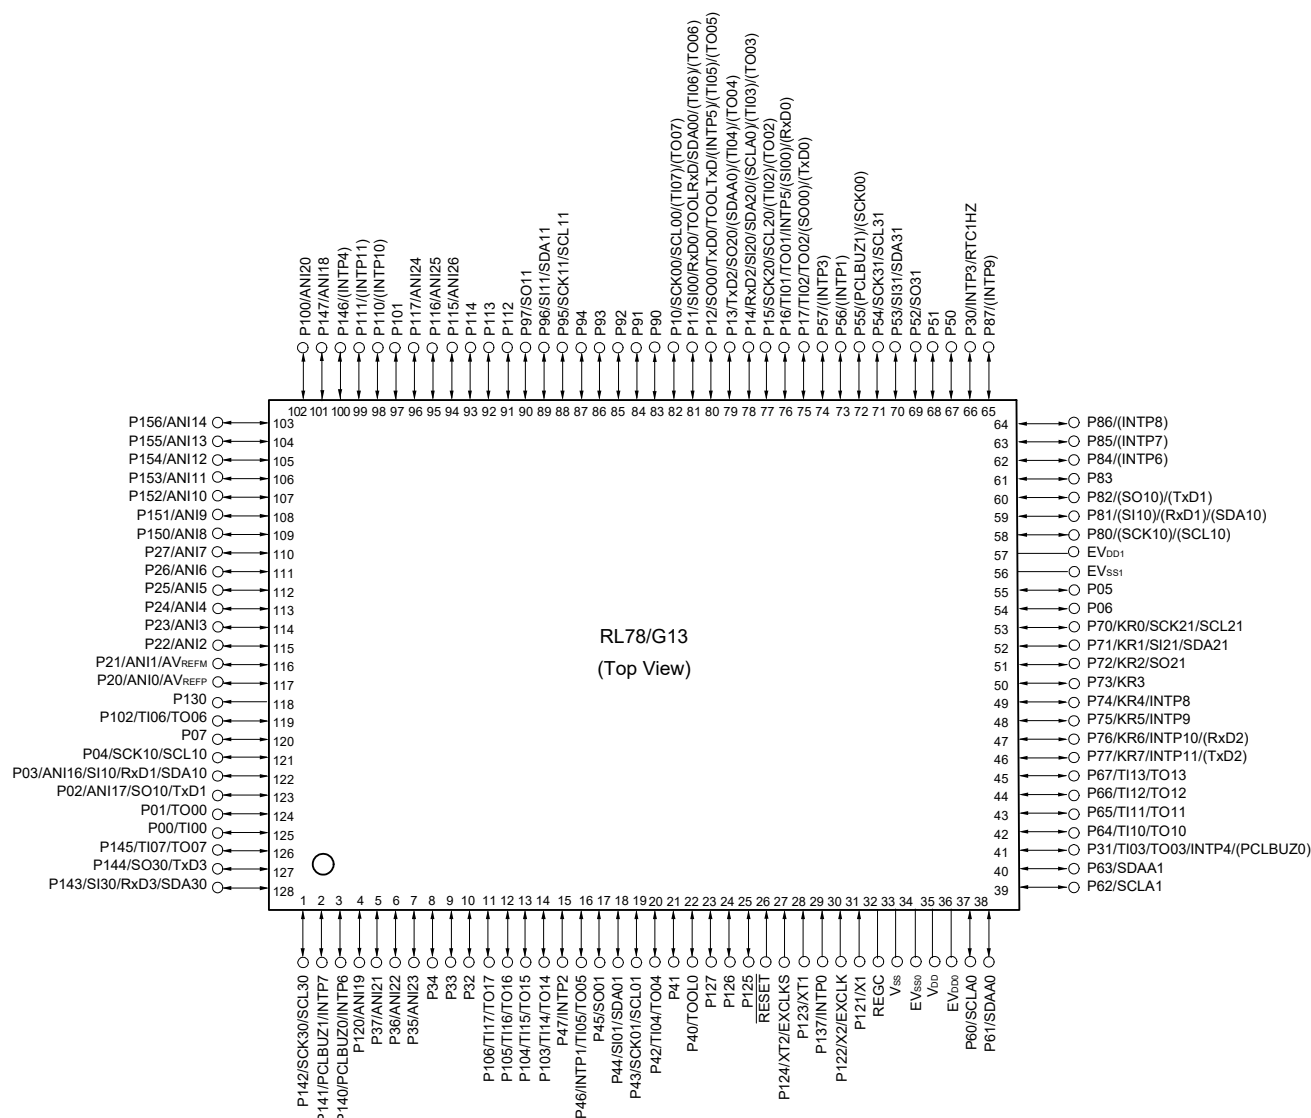 P100/ANI20
P147/ANI18
P146/(INTP4)
P111/(INTP11)
P110/(INTP10)
P101
P117/ANI24
P116/ANI25
P115/ANI26
P114
P113
P112
P97/SO11
P96/SI11/SDA11
P95/SCK11/SCL11
P94
P93
P92
P91
P90
P10/SCK00/SCL00/(TI07)/(TO07)
P11/SI00/RxD0/TOOLRxD/SDA00/(TI06)/(TO06)
P12/SO00/TxD0/TOOLTxD/(INTP5)/(TI05)/(TO05)
P13/TxD2/SO20/(SDAA0)/(TI04)/(TO04)
P14/RxD2/SI20/SDA20/(SCLA0)/(TI03)/(TO03)
P15/SCK20/SCL20/(TI02)/(TO02)
P16/TI01/TO01/INTP5/(SI00)/(RxD0)
P17/TI02/TO02/(SO00)/(TxD0)
P57/(INTP3)
P56/(INTP1)
P55/(PCLBUZ1)/(SCK00)
P54/SCK31/SCL31
P53/SI31/SDA31
P52/SO31
P51
P50
P30/INTP3/RTC1HZ
P87/(INTP9)
102 101 100 99 98 97 96 95 94 93 92 91 90 89 88 87 86 85 84 83 82 81 80 79 78 77 76 75 74 73 72 71 70 69 68 67 66 65
P156/ANI14 103
P155/ANI13 104
P154/ANI12 105
P153/ANI11 106
P152/ANI10 107
P151/ANI9 108
P150/ANI8 109
P27/ANI7 110
P26/ANI6 111
P25/ANI5 112
P24/ANI4 113
P23/ANI3 114
P22/ANI2 115
P21/ANI1/AVREFM 116
P20/ANI0/AVREFP 117
P130 118
P102/TI06/TO06 119
P07 120
P04/SCK10/SCL10 121
P03/ANI16/SI10/RxD1/SDA10 122
P02/ANI17/SO10/TxD1 123
P01/TO00 124
P00/TI00 125
P145/TI07/TO07 126
P144/SO30/TxD3 127
P143/SI30/RxD3/SDA30 128
RL78/G13
(Top View)
64 P86/(INTP8)
63 P85/(INTP7)
62 P84/(INTP6)
61 P83
60 P82/(SO10)/(TxD1)
59 P81/(SI10)/(RxD1)/(SDA10)
58 P80/(SCK10)/(SCL10)
57 EVDD1
56 EVSS1
55 P05
54 P06
53 P70/KR0/SCK21/SCL21
52 P71/KR1/SI21/SDA21
51 P72/KR2/SO21
50 P73/KR3
49 P74/KR4/INTP8
48 P75/KR5/INTP9
47 P76/KR6/INTP10/(RxD2)
46 P77/KR7/INTP11/(TxD2)
45 P67/TI13/TO13
44 P66/TI12/TO12
43 P65/TI11/TO11
42 P64/TI10/TO10
41 P31/TI03/TO03/INTP4/(PCLBUZ0)
40 P63/SDAA1
39 P62/SCLA1
1 2 3 4 5 6 7 8 9 10 11 12 13 14 15 16 17 18 19 20 21 22 23 24 25 26 27 28 29 30 31 32 33 34 35 36 37 38
P142/SCK30/SCL30
P141/PCLBUZ1/INTP7
P140/PCLBUZ0/INTP6
P120/ANI19
P37/ANI21
P36/ANI22
P35/ANI23
P34
P33
P32
P106/TI17/TO17
P105/TI16/TO16
P104/TI15/TO15
P103/TI14/TO14
P47/INTP2
P46/INTP1/TI05/TO05
P45/SO01
P44/SI01/SDA01
P43/SCK01/SCL01
P42/TI04/TO04
P41
P40/TOOL0
P127
P126
P125
RESET
P124/XT2/EXCLKS
P123/XT1
P137/INTP0
P122/X2/EXCLK
P121/X1
REGC
VSS
EVSS0
VDD
EVDD0
P60/SCLA0
P61/SDAA0